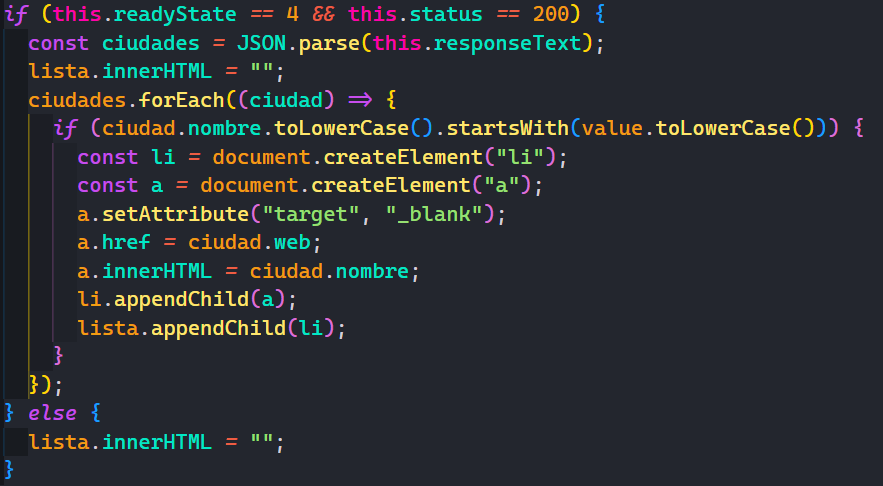 if (this.readyState == 4 && this.status == 200) {
  const ciudades = JSON.parse(this.responseText);
  lista.innerHTML = "";
  ciudades.forEach((ciudad) => {
    if (ciudad.nombre.toLowerCase().startsWith(value.toLowerCase())) {
      const li = document.createElement("li");
      const a = document.createElement("a");
      a.setAttribute("target", "_blank");
      a.href = ciudad.web;
      a.innerHTML = ciudad.nombre;
      li.appendChild(a);
      lista.appendChild(li);
    }
  });
} else {
  lista.innerHTML = "";
}